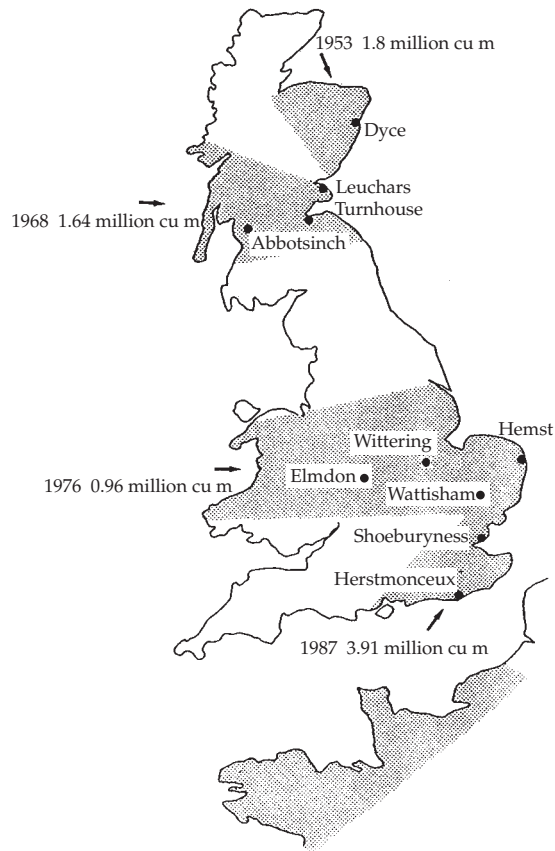 1953 1.8 million cu m
Dyce
Leuchars
Turnhouse
1968 1.64 million cu m
Abbotsinch
Hemst
Wittering
Elmdon
1976 0.96 million cu m
Wattisham
Shoeburyness
Herstmonceux
1987 3.91 million cu m